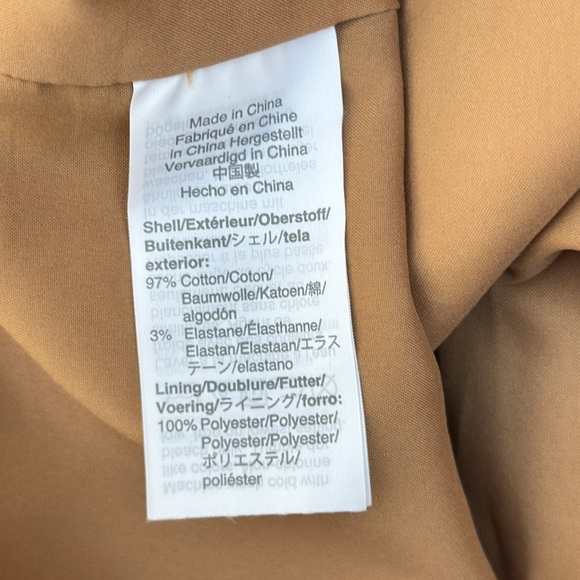 Made in China
Fabriqué en Chine
in China Hergestellt
Vervaardigd in China
中国製
Hecho en China
Shell/Extérieur/Oberstoff/
Buitenkant/シェル/tela
exterior:
97% Cotton/Coton/
Baumwolle/Katoen/綿/
algodón
3% Elastane/Élasthanne/
Elastan/Elastaan/エラス
テーン/elastano
Lining/Doublure/Futter/
Voering/ライニング/forro:
100% Polyester/Polyester/
Polyester/Polyester/
ポリエステル/
poliéster